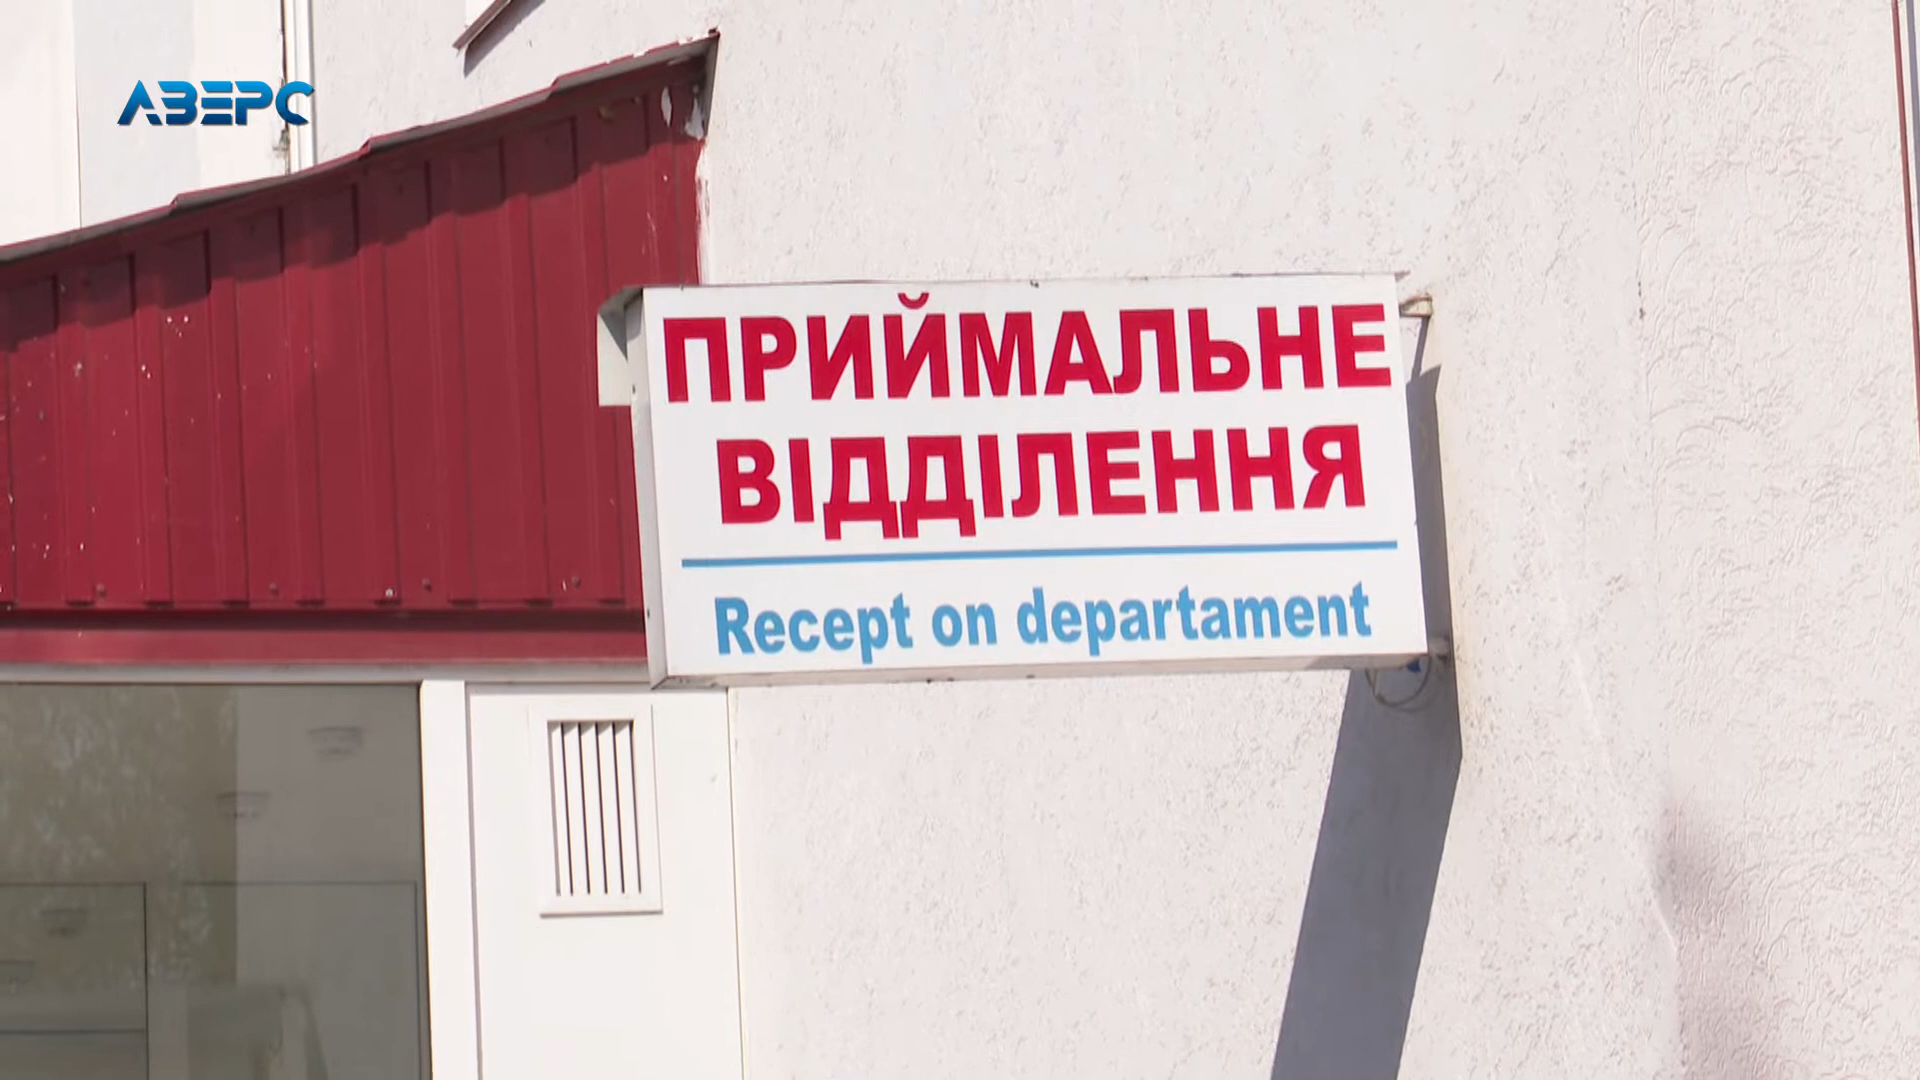 АВЕРС
ПРИЙМАЛЬНЕ
ВІДДІЛЕННЯ
Recept on departament